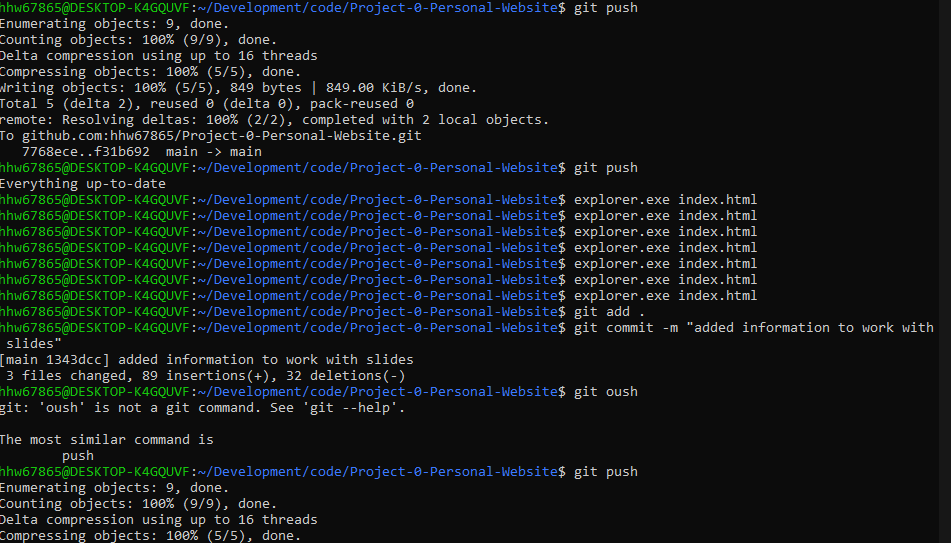 hhw67865@DESKTOP-K4GQUVF:~/Development/code/Project-0-Personal-Website$ git push
Enumerating objects: 9, done.
Counting objects: 100% (9/9), done.
Delta compression using up to 16 threads
Compressing objects: 100% (5/5), done.
Writing objects: 100% (5/5), 849 bytes | 849.00 KiB/s, done.
Total 5 (delta 2), reused 0 (delta 0), pack-reused 0
remote: Resolving deltas: 100% (2/2), completed with 2 local objects.
To github.com:hhw67865/Project-0-Personal-Website.git
   7768ece..f31b692  main -> main
hhw67865@DESKTOP-K4GQUVF:~/Development/code/Project-0-Personal-Website$ git push
Everything up-to-date
hhw67865@DESKTOP-K4GQUVF:~/Development/code/Project-0-Personal-Website$ explorer.exe index.html
hhw67865@DESKTOP-K4GQUVF:~/Development/code/Project-0-Personal-Website$ explorer.exe index.html
hhw67865@DESKTOP-K4GQUVF:~/Development/code/Project-0-Personal-Website$ explorer.exe index.html
hhw67865@DESKTOP-K4GQUVF:~/Development/code/Project-0-Personal-Website$ explorer.exe index.html
hhw67865@DESKTOP-K4GQUVF:~/Development/code/Project-0-Personal-Website$ explorer.exe index.html
hhw67865@DESKTOP-K4GQUVF:~/Development/code/Project-0-Personal-Website$ explorer.exe index.html
hhw67865@DESKTOP-K4GQUVF:~/Development/code/Project-0-Personal-Website$ explorer.exe index.html
hhw67865@DESKTOP-K4GQUVF:~/Development/code/Project-0-Personal-Website$ git add .
hhw67865@DESKTOP-K4GQUVF:~/Development/code/Project-0-Personal-Website$ git commit -m "added information to work with
 slides"
[main 1343dcc] added information to work with slides
 3 files changed, 89 insertions(+), 32 deletions(-)
hhw67865@DESKTOP-K4GQUVF:~/Development/code/Project-0-Personal-Website$ git oush
git: 'oush' is not a git command. See 'git --help'.

The most similar command is
        push
hhw67865@DESKTOP-K4GQUVF:~/Development/code/Project-0-Personal-Website$ git push
Enumerating objects: 9, done.
Counting objects: 100% (9/9), done.
Delta compression using up to 16 threads
Compressing objects: 100% (5/5), done.